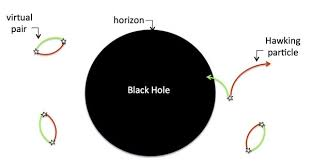 virtual
pair
horizon
Hawking
particle
Black Hole